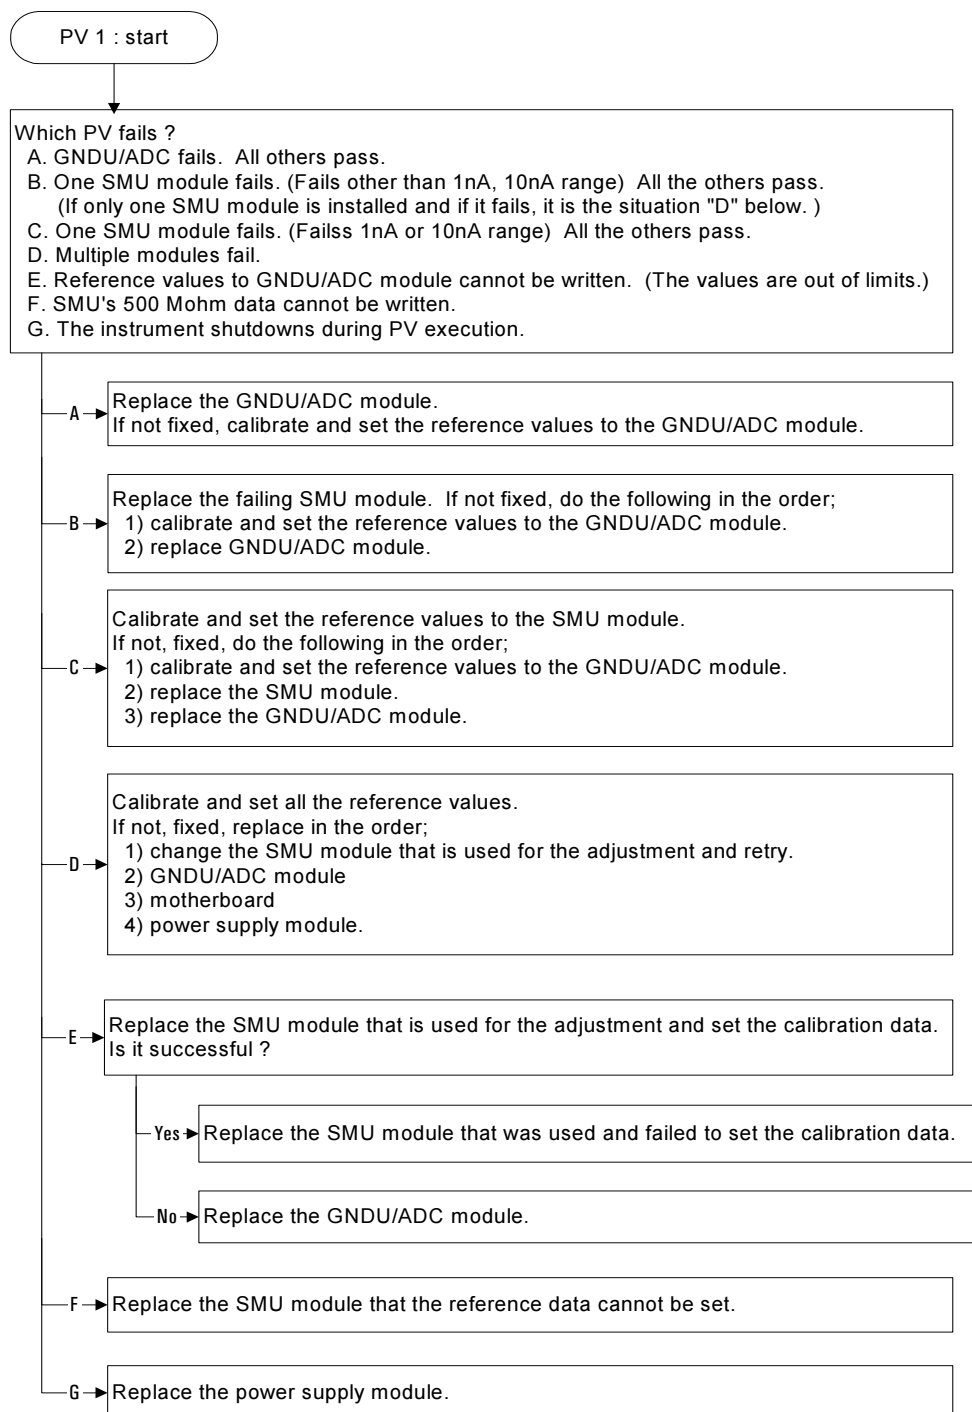 PV 1 : start
Which PV fails ?
A. GNDU/ADC fails.  All others pass.
B. One SMU module fails. (Fails other than 1nA, 10nA range)  All the others pass.
(If only one SMU module is installed and if it fails, it is the situation "D" below. )
C. One SMU module fails. (Failss 1nA or 10nA range)  All the others pass.
D. Multiple modules fail.
E. Reference values to GNDU/ADC module cannot be written.  (The values are out of limits.)
F. SMU's 500 Mohm data cannot be written.
G. The instrument shutdowns during PV execution.
A
Replace the GNDU/ADC module.
If not fixed, calibrate and set the reference values to the GNDU/ADC module.
B
Replace the failing SMU module.  If not fixed, do the following in the order;
1) calibrate and set the reference values to the GNDU/ADC module.
2) replace GNDU/ADC module.
C
Calibrate and set the reference values to the SMU module.
If not, fixed, do the following in the order;
1) calibrate and set the reference values to the GNDU/ADC module.
2) replace the SMU module.
3) replace the GNDU/ADC module.
D
Calibrate and set all the reference values.
If not, fixed, replace in the order;
1) change the SMU module that is used for the adjustment and retry.
2) GNDU/ADC module
3) motherboard
4) power supply module.
E
Replace the SMU module that is used for the adjustment and set the calibration data.
Is it successful ?
Yes
Replace the SMU module that was used and failed to set the calibration data.
No
Replace the GNDU/ADC module.
F
Replace the SMU module that the reference data cannot be set.
G
Replace the power supply module.